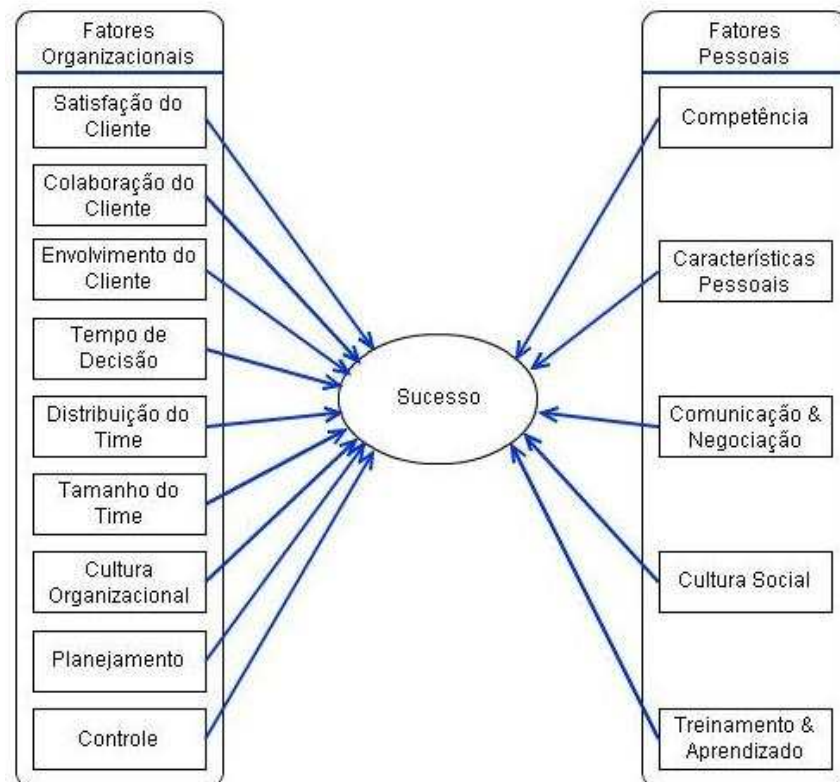 Fatores
Organizacionais
Satisfação do
Cliente
Colaboração do
Cliente
Envolvimento do
Cliente
Tempo de
Decisão
Distribuição do
Time
Tamanho do
Time
Cultura
Organizacional
Planejamento
Controle
Sucesso
Fatores
Pessoais
Competência
Características
Pessoais
Comunicação &
Negociação
Cultura Social
Treinamento &
Aprendizado